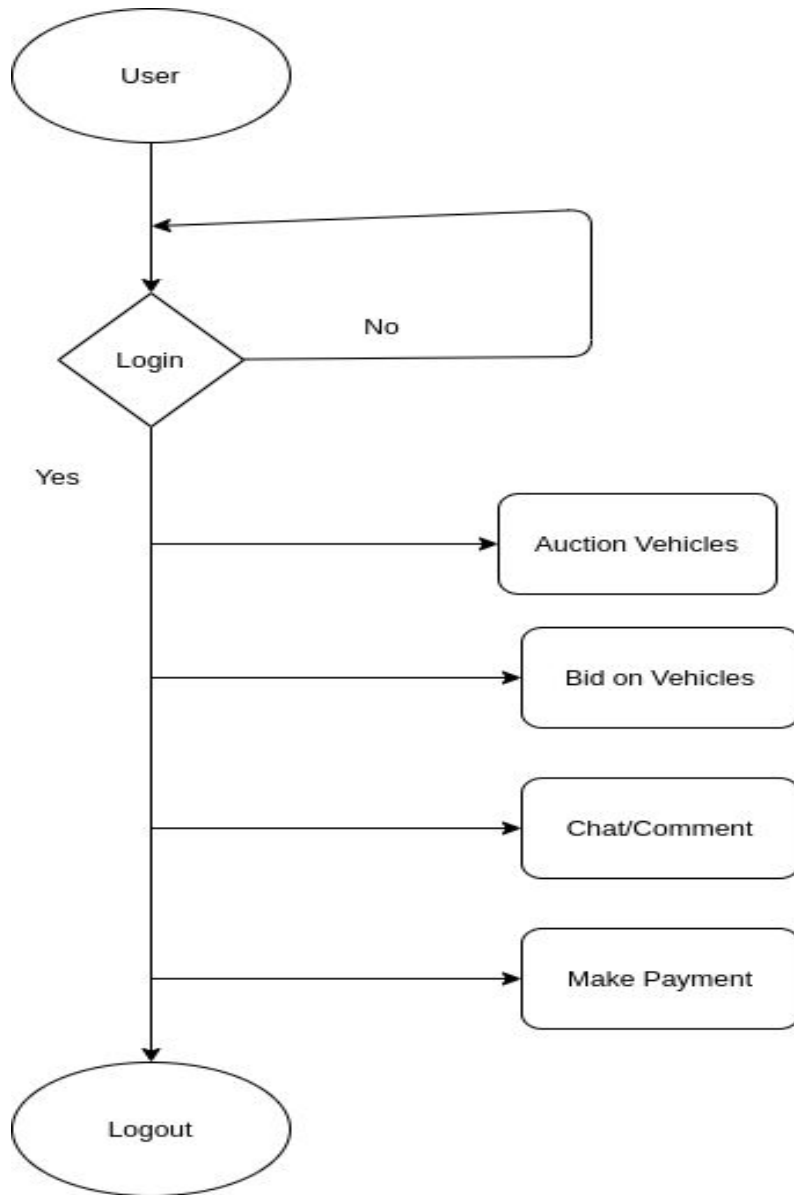 User
No
Login
Yes
Auction Vehicles
Bid on Vehicles
Chat/Comment
Make Payment
Logout